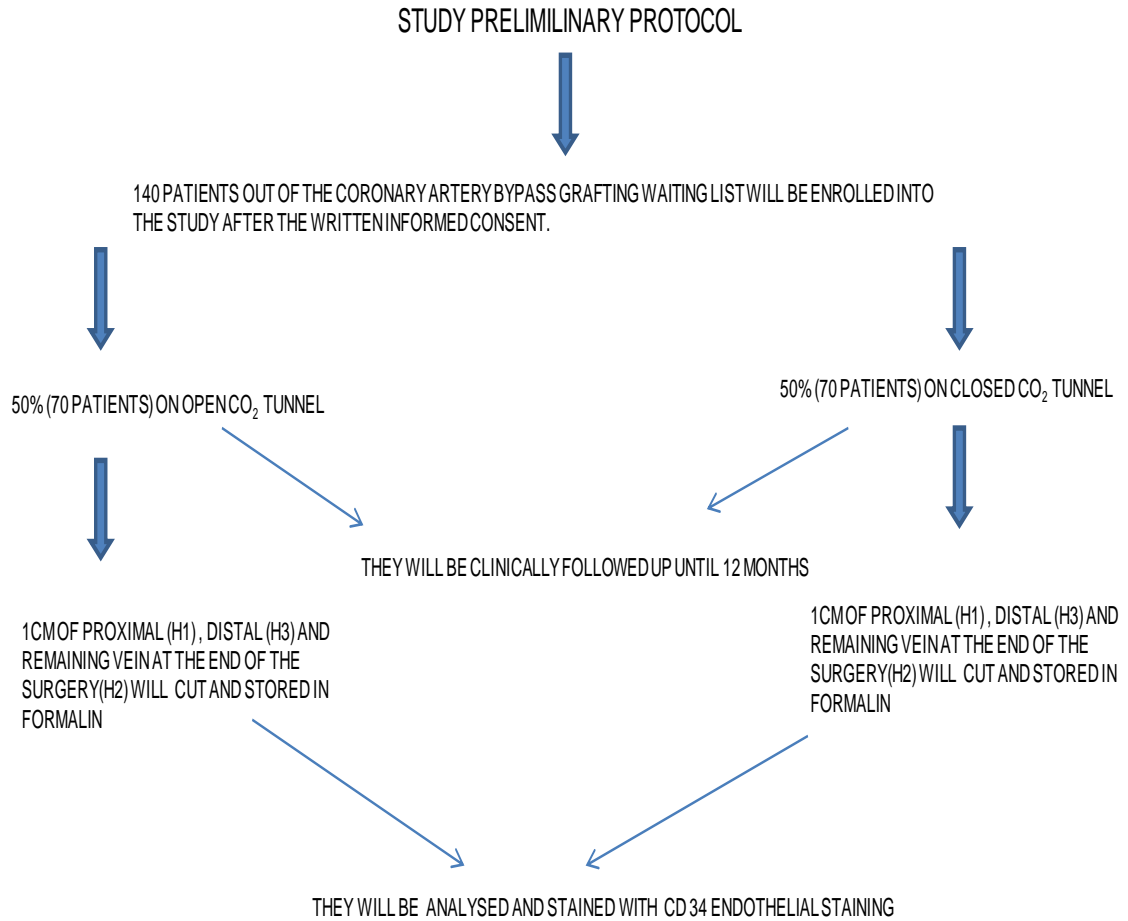 STUDY PRELIMILINARY PROTOCOL
140 PATIENTS OUT OF THE CORONARY ARTERY BYPASS GRAFTING WAITING LIST WILL BE ENROLLED INTO
THE STUDY AFTER THE WRITTEN INFORMED CONSENT.
50% (70 PATIENTS) ON OPEN CO₂ TUNNEL
50% (70 PATIENTS) ON CLOSED CO₂ TUNNEL
THEY WILL BE CLINICALLY FOLLOWED UP UNTIL 12 MONTHS
1CM OF PROXIMAL (H1) , DISTAL (H3) AND
REMAINING VEIN AT THE END OF THE
SURGERY(H2) WILL CUT AND STORED IN
FORMALIN
1CM OF PROXIMAL (H1) , DISTAL (H3) AND
REMAINING VEIN AT THE END OF THE
SURGERY(H2) WILL CUT AND STORED IN
FORMALIN
THEY WILL BE ANALYSED AND STAINED WITH CD 34 ENDOTHELIAL STAINING